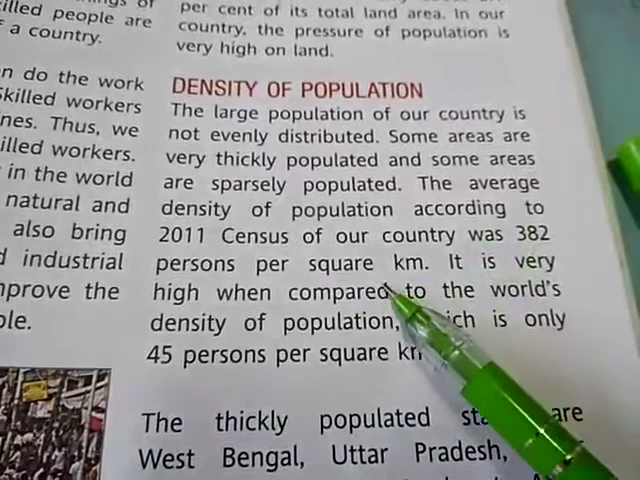 illed people are
a country.
n do the work
Skilled workers
nes. Thus, we
illed workers.
in the world
natural and
also bring
d industrial
mprove the
ple.
per cent of its total land area. In our
country, the pressure of population is
very high on land.
DENSITY OF POPULATION
The large population of our country is
not evenly distributed. Some areas are
very thickly populated and some areas
are sparsely populated. The average
density of population according to
2011 Census of our country was 382
persons per square km. It is very
high when compared to the world's
density of population, ich is only
45 persons per square
The thickly populated are
West Bengal, Uttar Pradesh,